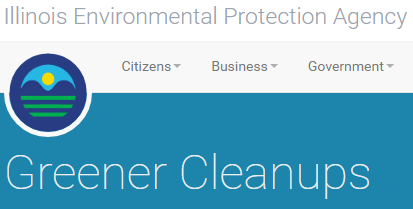 Illinois Environmental Protection Agency
Citizens Business Government
Greener Cleanups